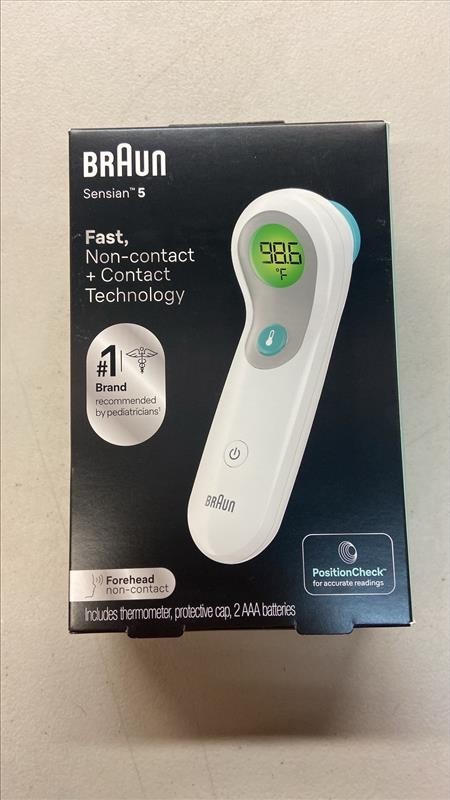 BRAUN
Sensian™ 5
Fast,
Non-contact
+ Contact
Technology
#1
Brand
recommended
by pediatricians¹
98.6
°F
BRAUN
PositionCheck™
for accurate readings
Forehead
non-contact
Includes thermometer, protective cap, 2 AAA batteries